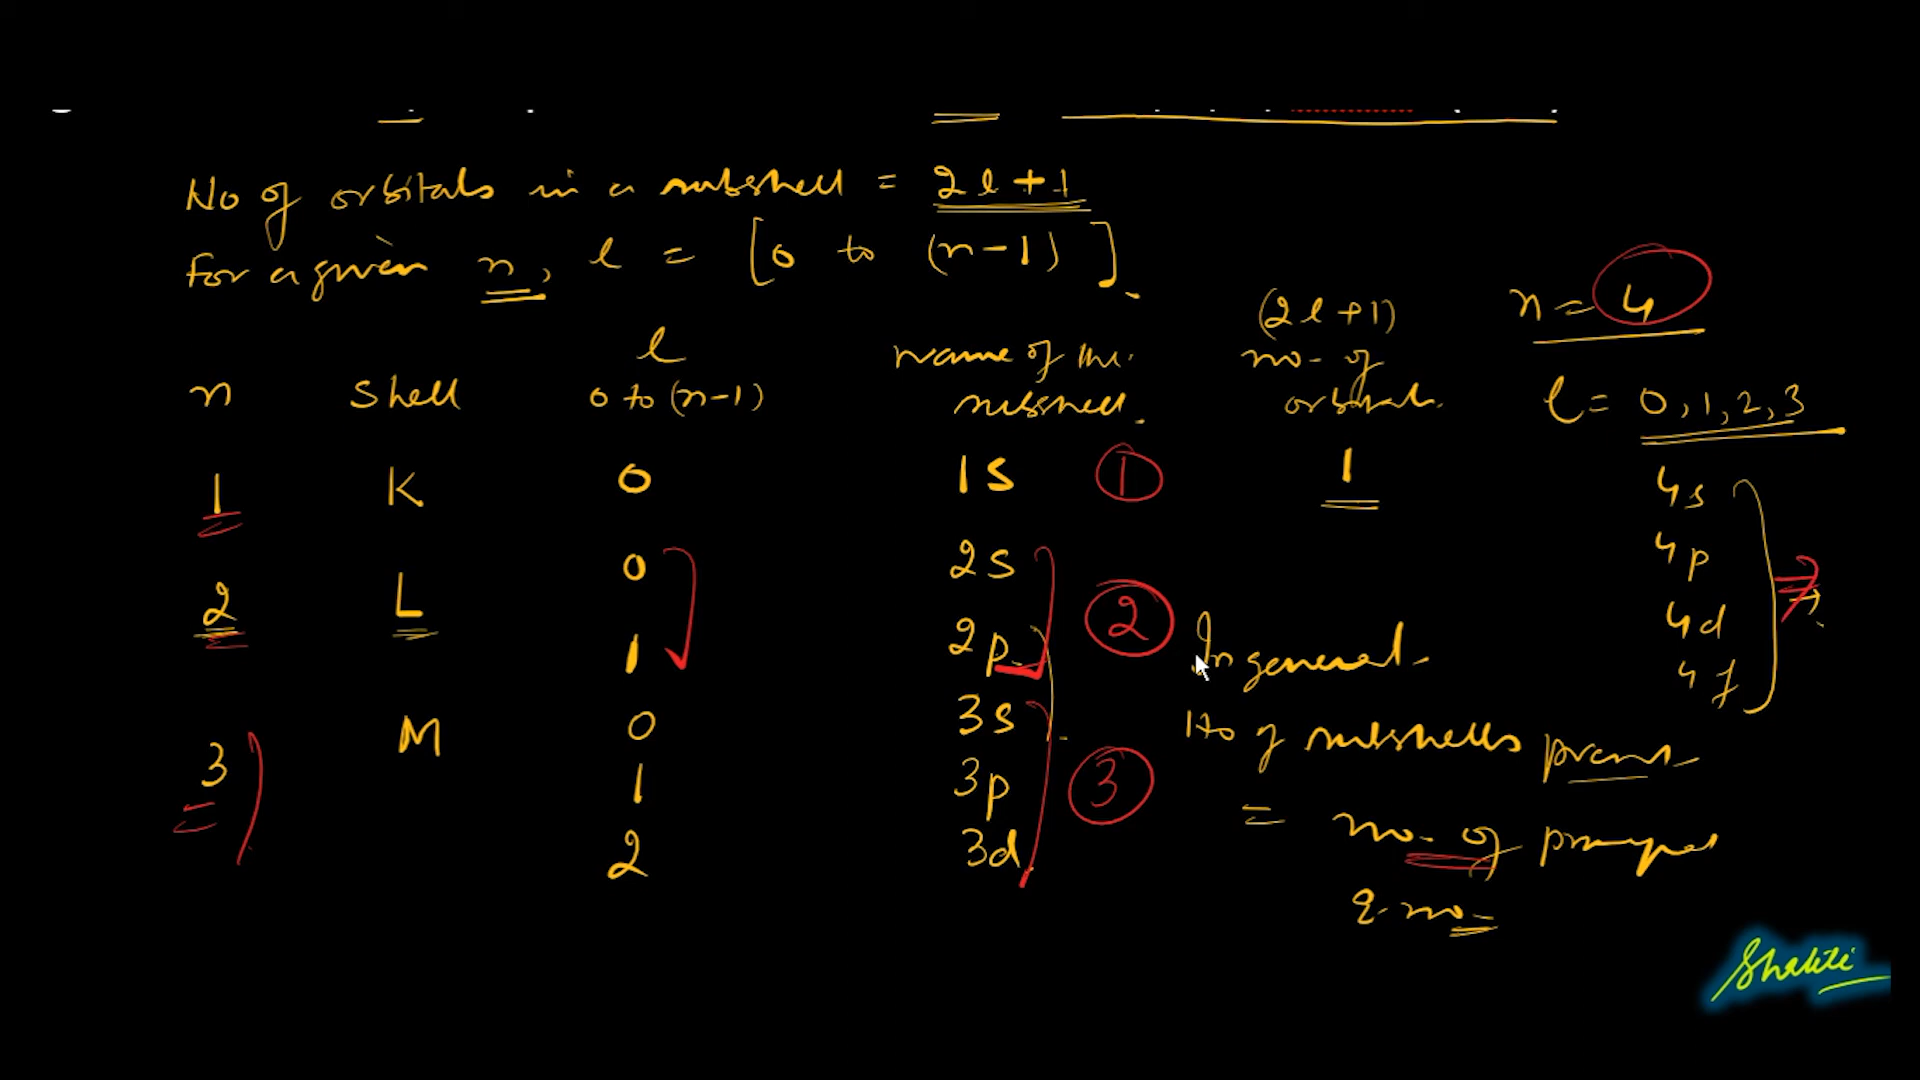 No of orbitals in a subshell = 2l+1
For a given n, l = [0 to (n-1)].
n = 4
l = 0,1,2,3
4s
4p
4d
4f
n Shell l 0 to (n-1) Name of the subshell. (2l+1) no. of orbitals.
1 K 0 1s ① 1
2 L 0 2s ②
1 2p
3 M 0 3s ③
1 3p
2 3d
In general-
No of subshells present
= no. of principal
q. no-
Shakti